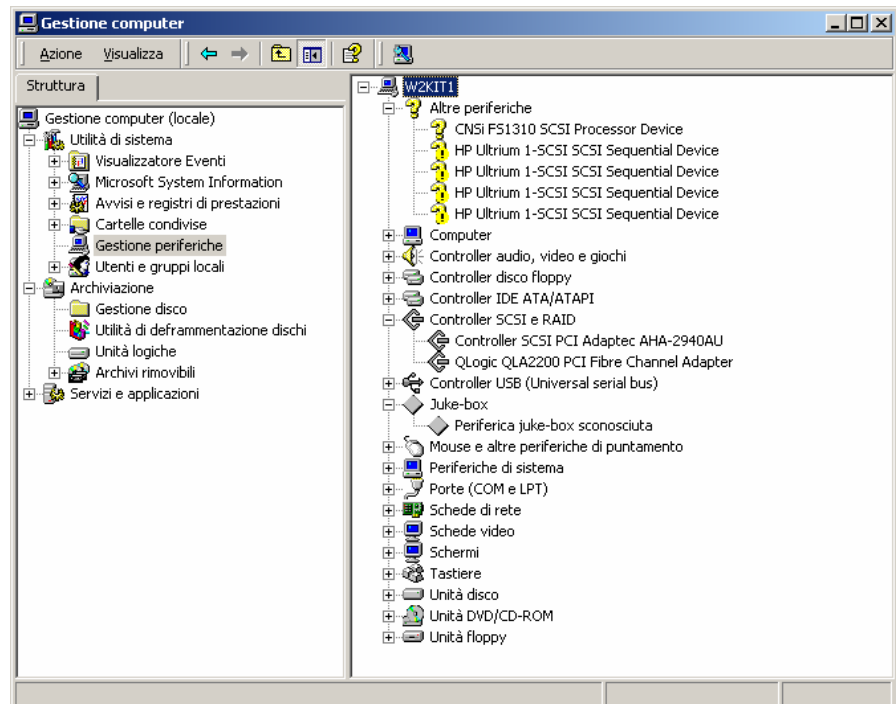 Gestione computer
Azione Visualizza
Struttura
Gestione computer (locale)
Utilità di sistema
Visualizzatore Eventi
Microsoft System Information
Avvisi e registri di prestazioni
Cartelle condivise
Gestione periferiche
Utenti e gruppi locali
Archiviazione
Gestione disco
Utilità di deframmentazione dischi
Unità logiche
Archivi rimovibili
Servizi e applicazioni
W2KIT1
Altre periferiche
CNSi FS1310 SCSI Processor Device
HP Ultrium 1-SCSI SCSI Sequential Device
HP Ultrium 1-SCSI SCSI Sequential Device
HP Ultrium 1-SCSI SCSI Sequential Device
HP Ultrium 1-SCSI SCSI Sequential Device
Computer
Controller audio, video e giochi
Controller disco floppy
Controller IDE ATA/ATAPI
Controller SCSI e RAID
Controller SCSI PCI Adaptec AHA-2940AU
QLogic QLA2200 PCI Fibre Channel Adapter
Controller USB (Universal serial bus)
Juke-box
Periferica juke-box sconosciuta
Mouse e altre periferiche di puntamento
Periferiche di sistema
Porte (COM e LPT)
Schede di rete
Schede video
Schermi
Tastiere
Unità disco
Unità DVD/CD-ROM
Unità floppy